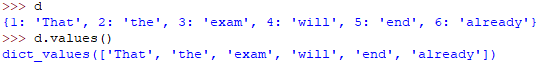 >>> d
{1: 'That', 2: 'the', 3: 'exam', 4: 'will', 5: 'end', 6: 'already'}
>>> d.values()
dict_values(['That', 'the', 'exam', 'will', 'end', 'already'])